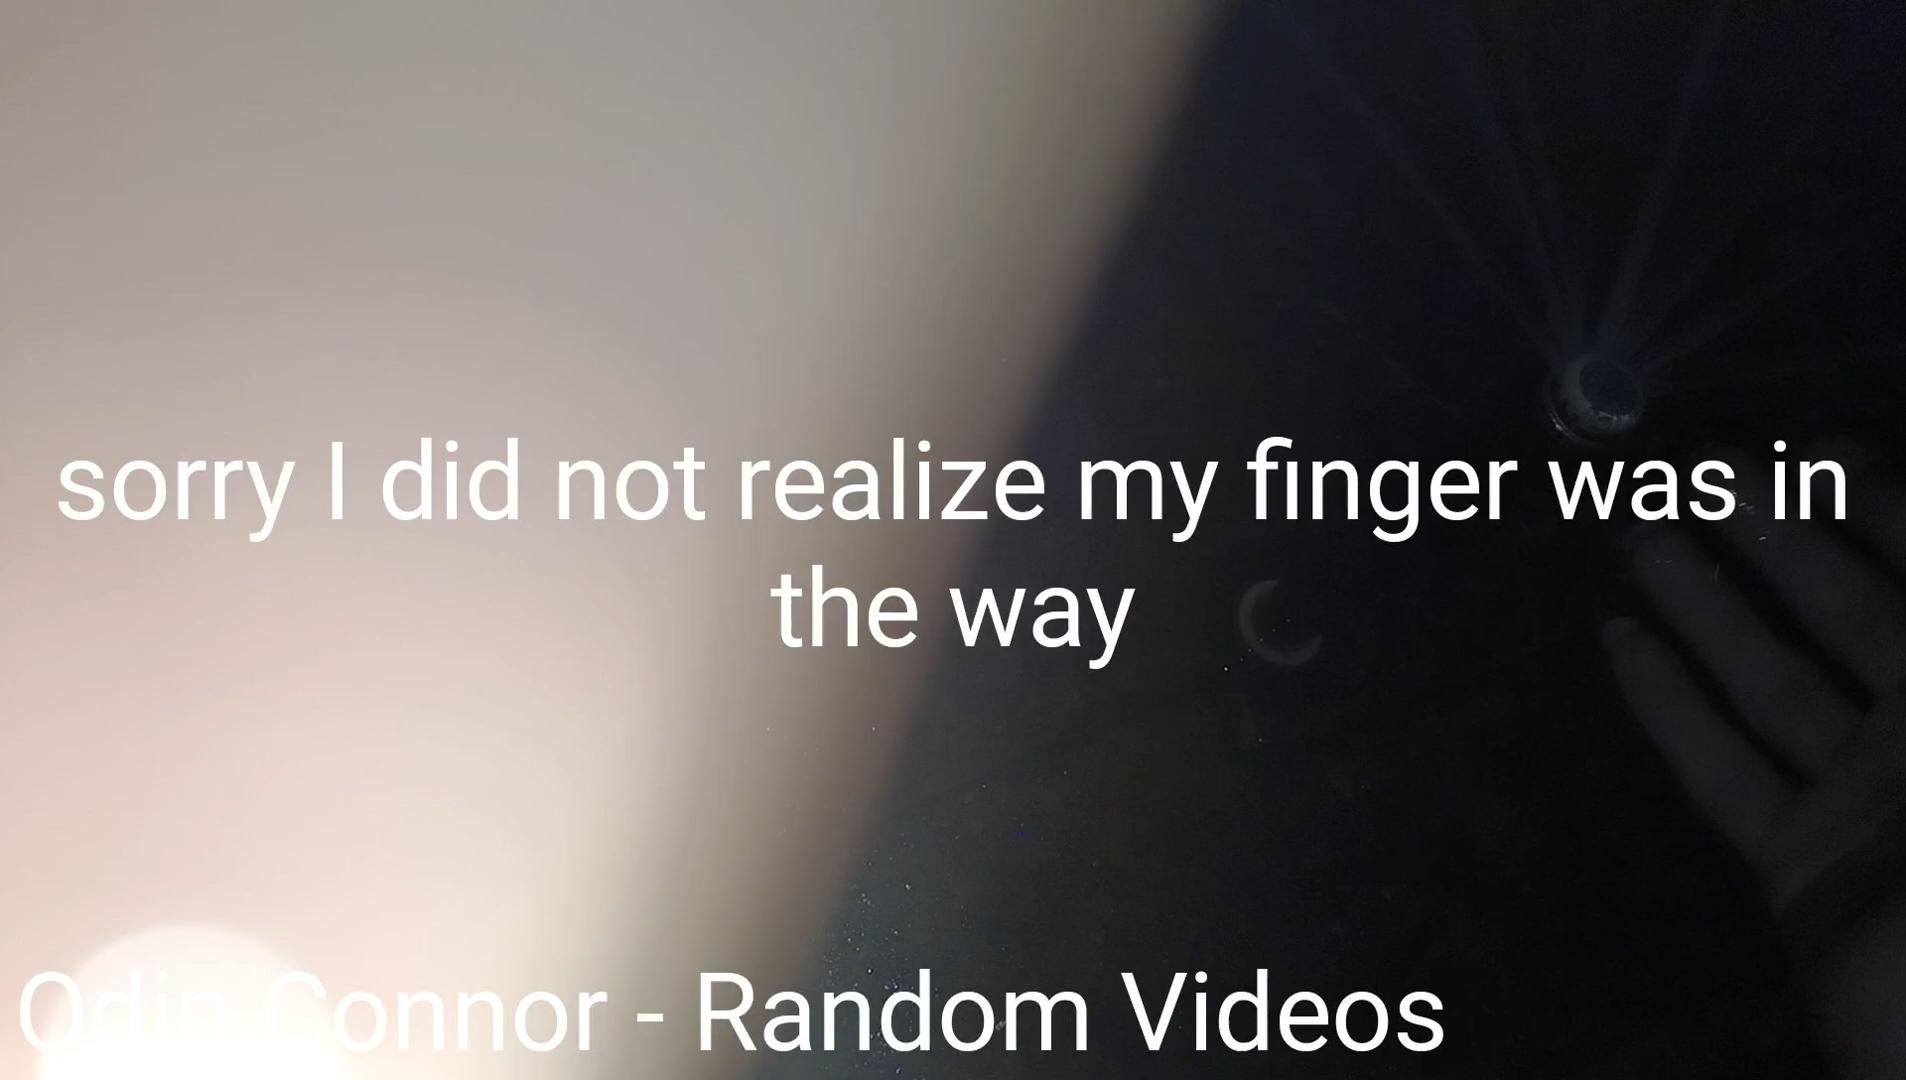 sorry I did not realize my finger was in
the way
Odin Connor - Random Videos